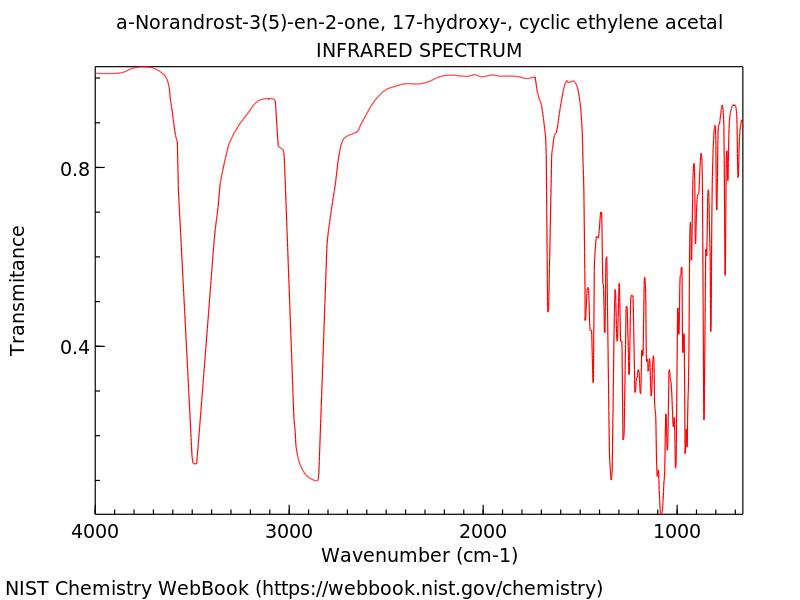 a-Norandrost-3(5)-en-2-one, 17-hydroxy-, cyclic ethylene acetal
INFRARED SPECTRUM
Transmitance
0.8
0.4
4000 3000 2000 1000
Wavenumber (cm-1)
NIST Chemistry WebBook (https://webbook.nist.gov/chemistry)